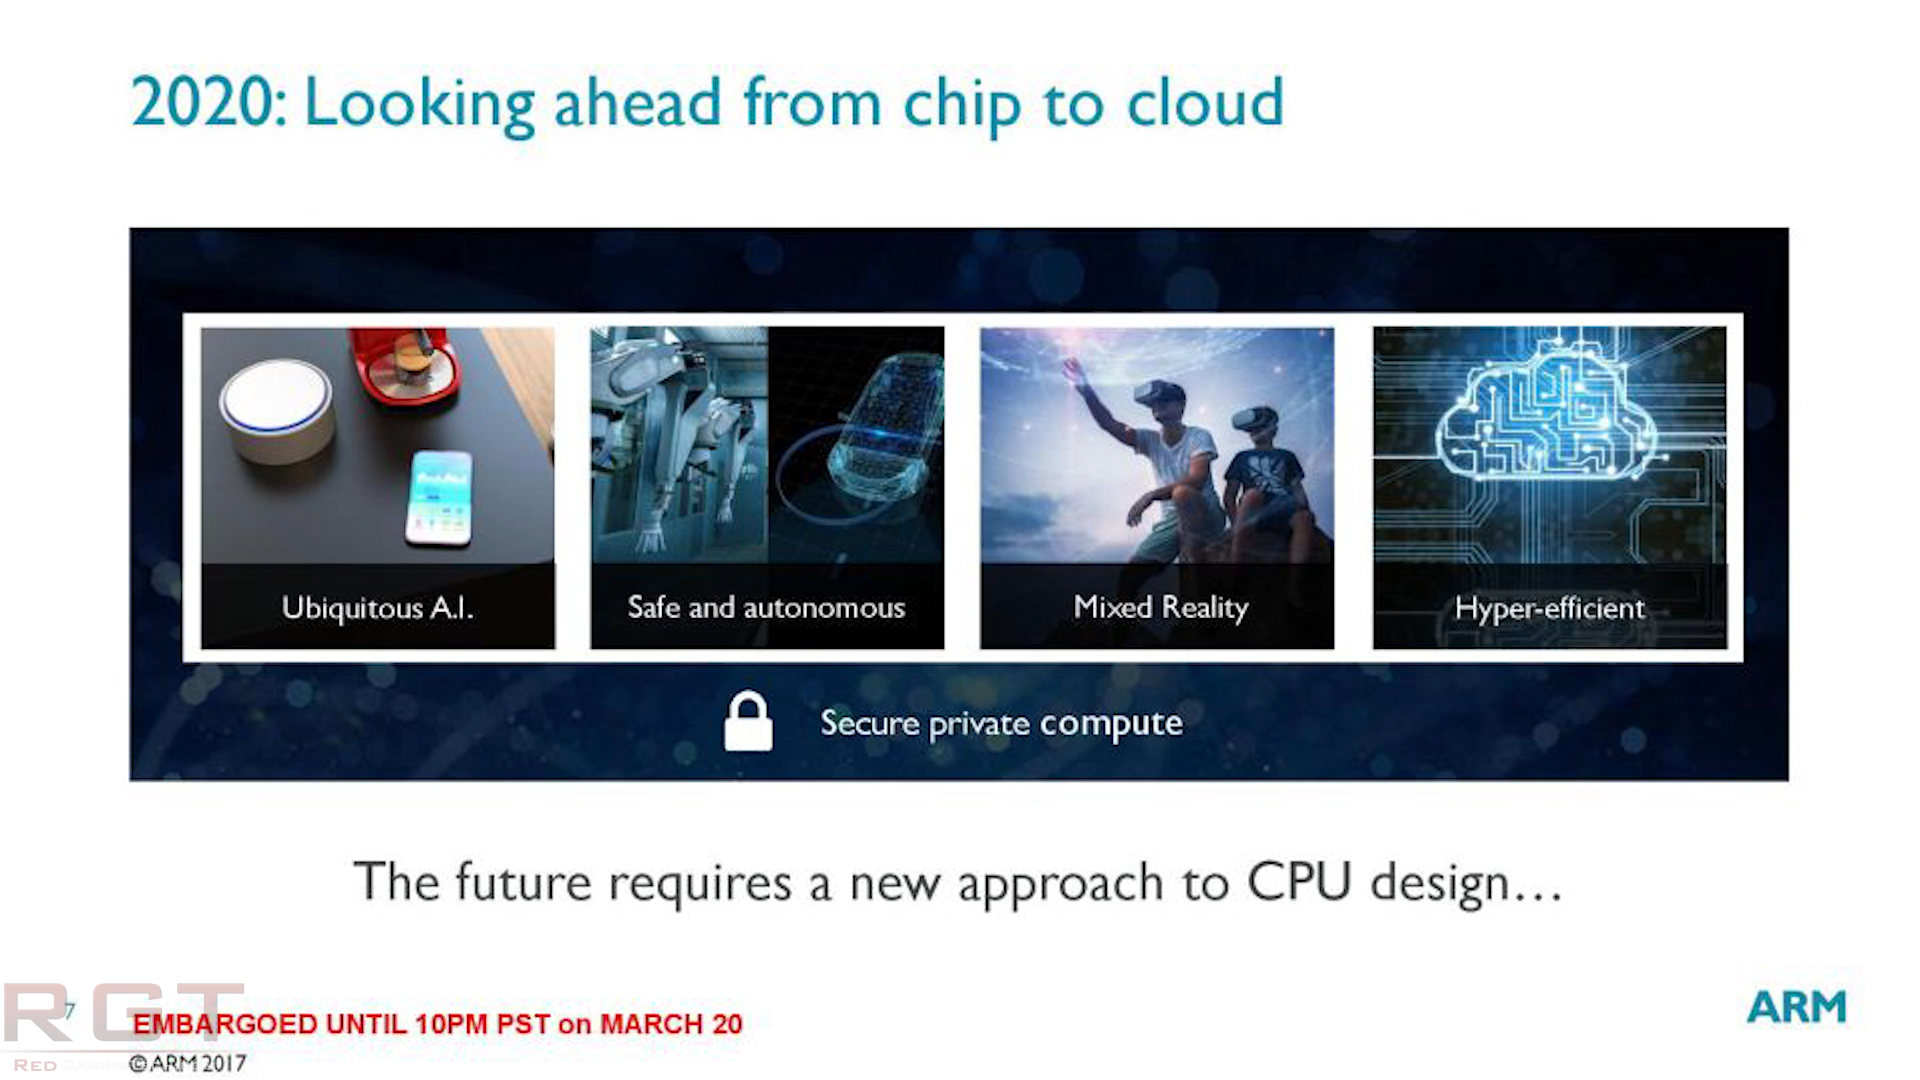 2020: Looking ahead from chip to cloud
Ubiquitous A.I.
Safe and autonomous
Mixed Reality
Hyper-efficient
Secure private compute
The future requires a new approach to CPU design...
RGT
7
EMBARGOED UNTIL 10PM PST on MARCH 20
ARM
RED
© ARM 2017